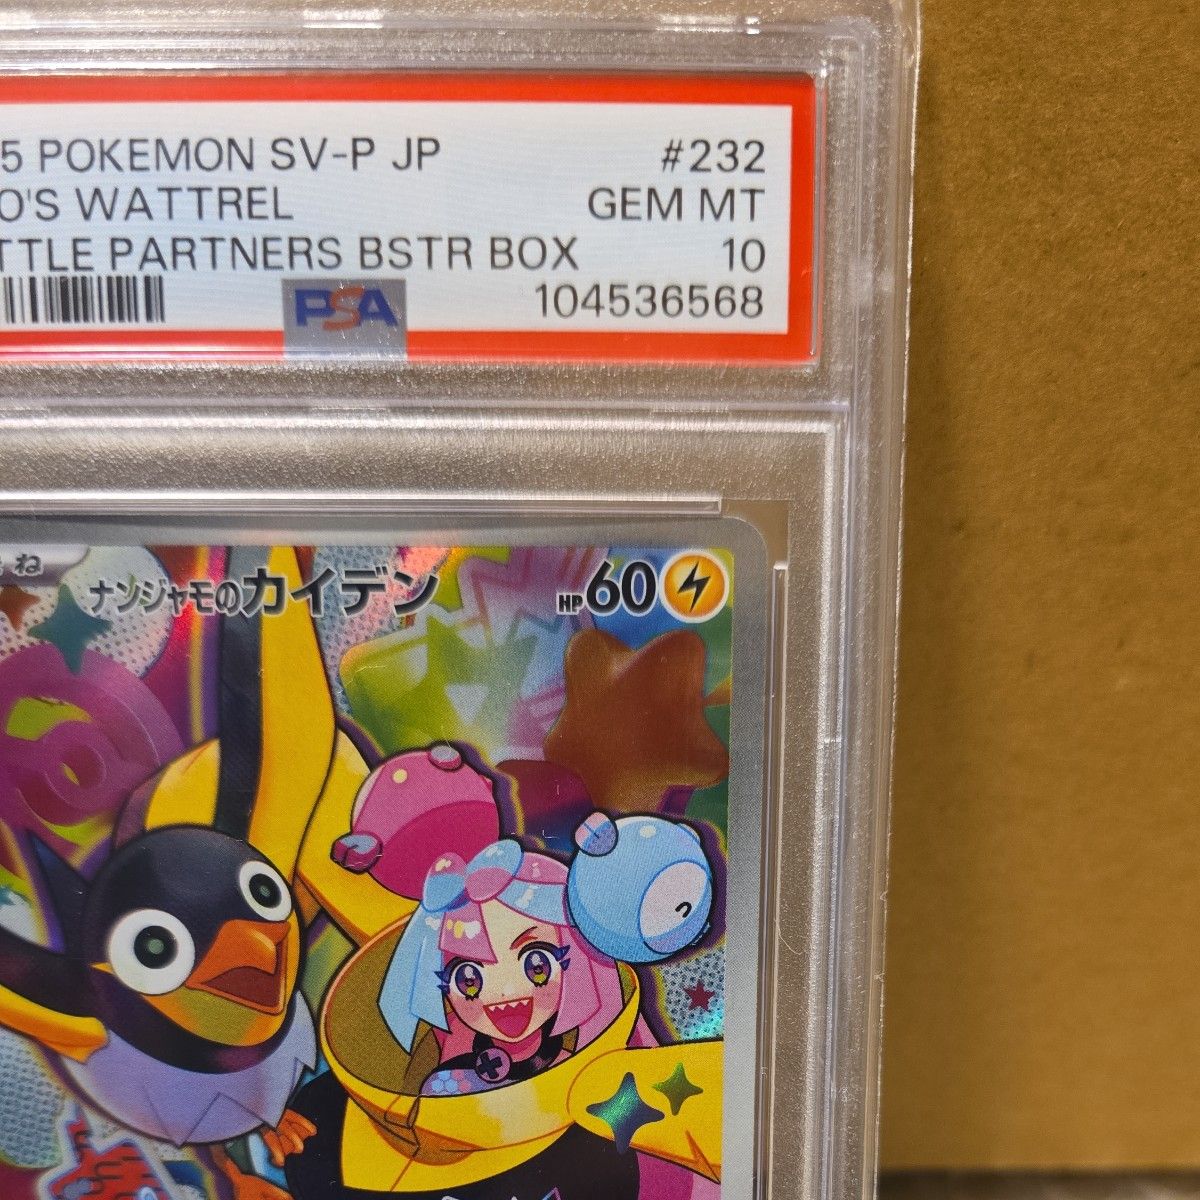 5 POKEMON SV-P JP #232
O'S WATTREL GEM MT
TTLE PARTNERS BSTR BOX 10
PSA 104536568
ね ナンジャモのカイデン HP60